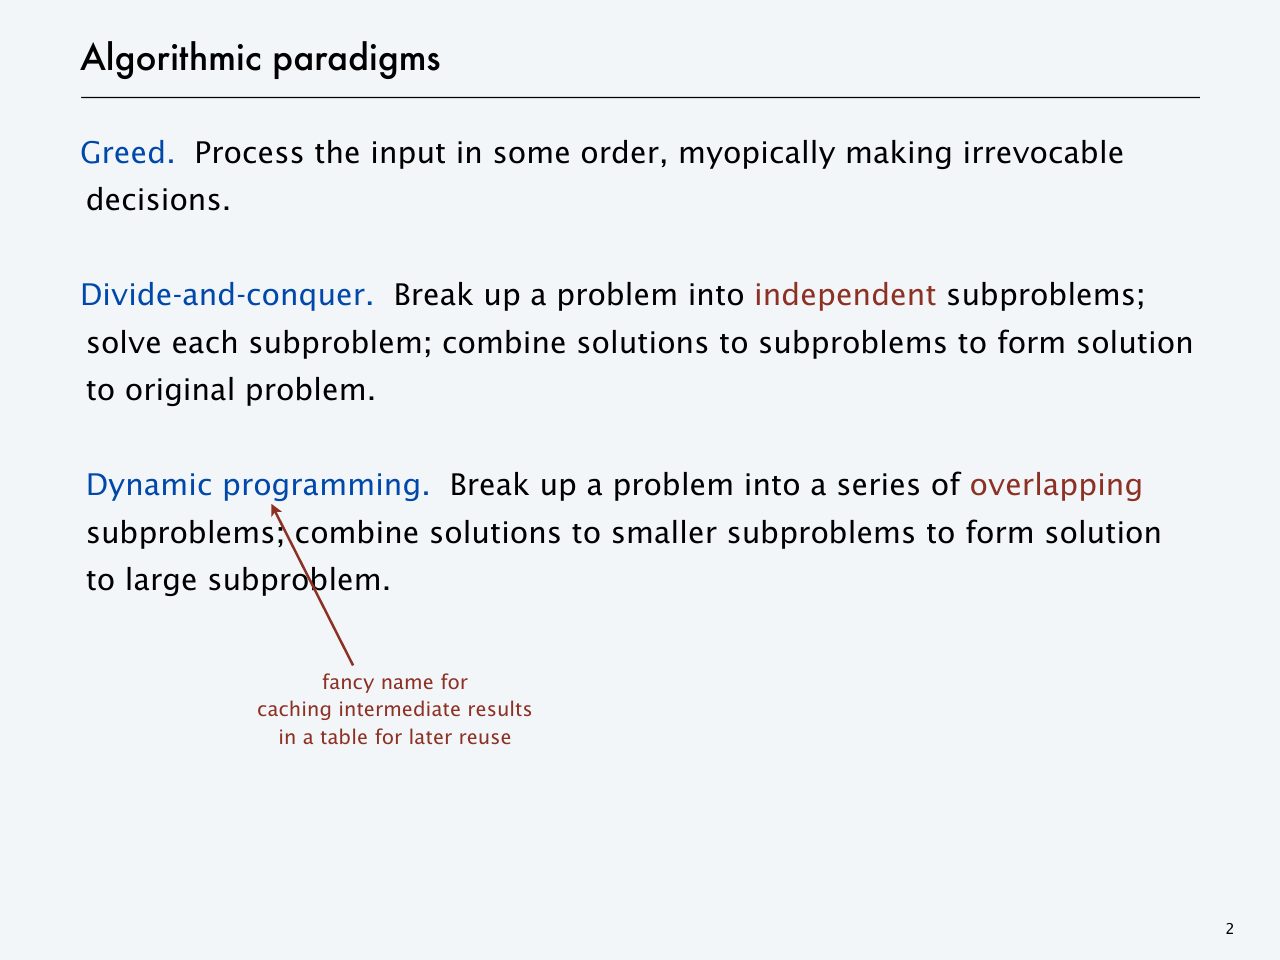 Algorithmic paradigms
Greed. Process the input in some order, myopically making irrevocable
decisions.
Divide-and-conquer. Break up a problem into independent subproblems;
solve each subproblem; combine solutions to subproblems to form solution
to original problem.
Dynamic programming. Break up a problem into a series of overlapping
subproblems; combine solutions to smaller subproblems to form solution
to large subproblem.
fancy name for
caching intermediate results
in a table for later reuse
2